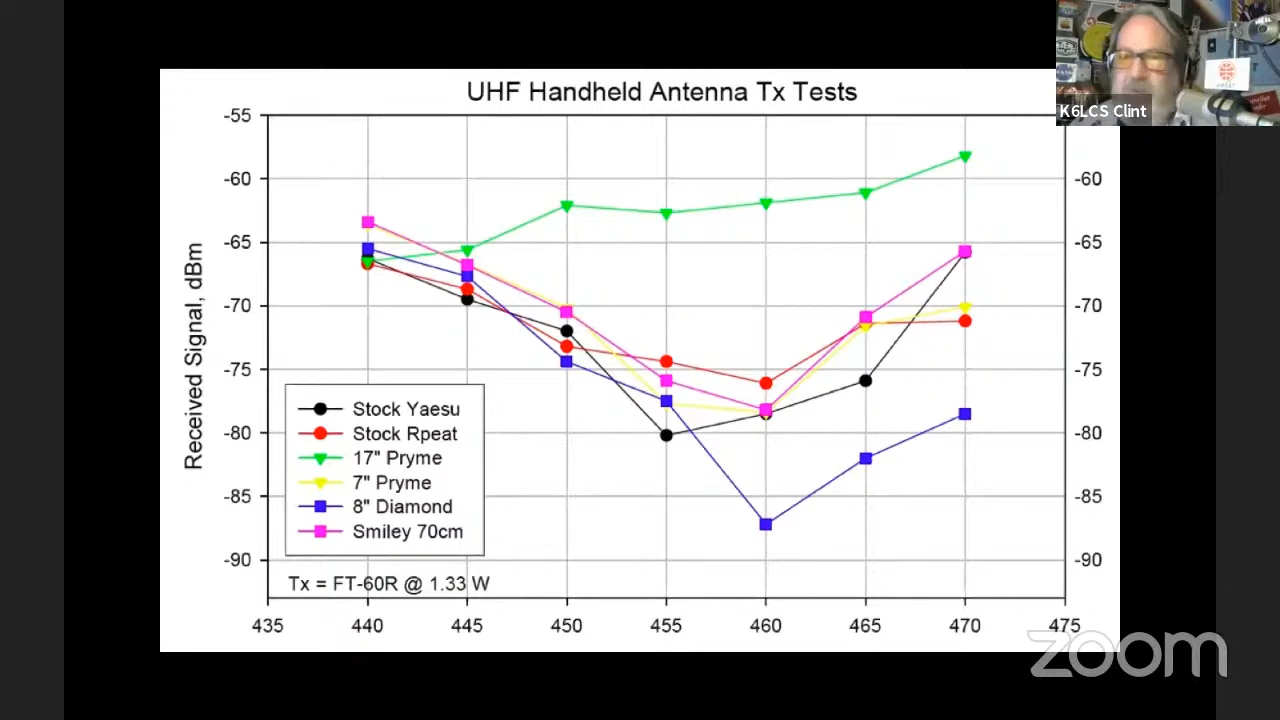 UHF Handheld Antenna Tx Tests
K6LCS Clint
-55
-60
-65
-70
-75
-80
-85
-90
Received Signal, dBm
-60
-65
-70
-75
-80
-85
-90
Stock Yaesu
Stock Rpeat
17" Pryme
7" Pryme
8" Diamond
Smiley 70cm
Tx = FT-60R @ 1.33 W
435 440 445 450 455 460 465 470 475
zoom